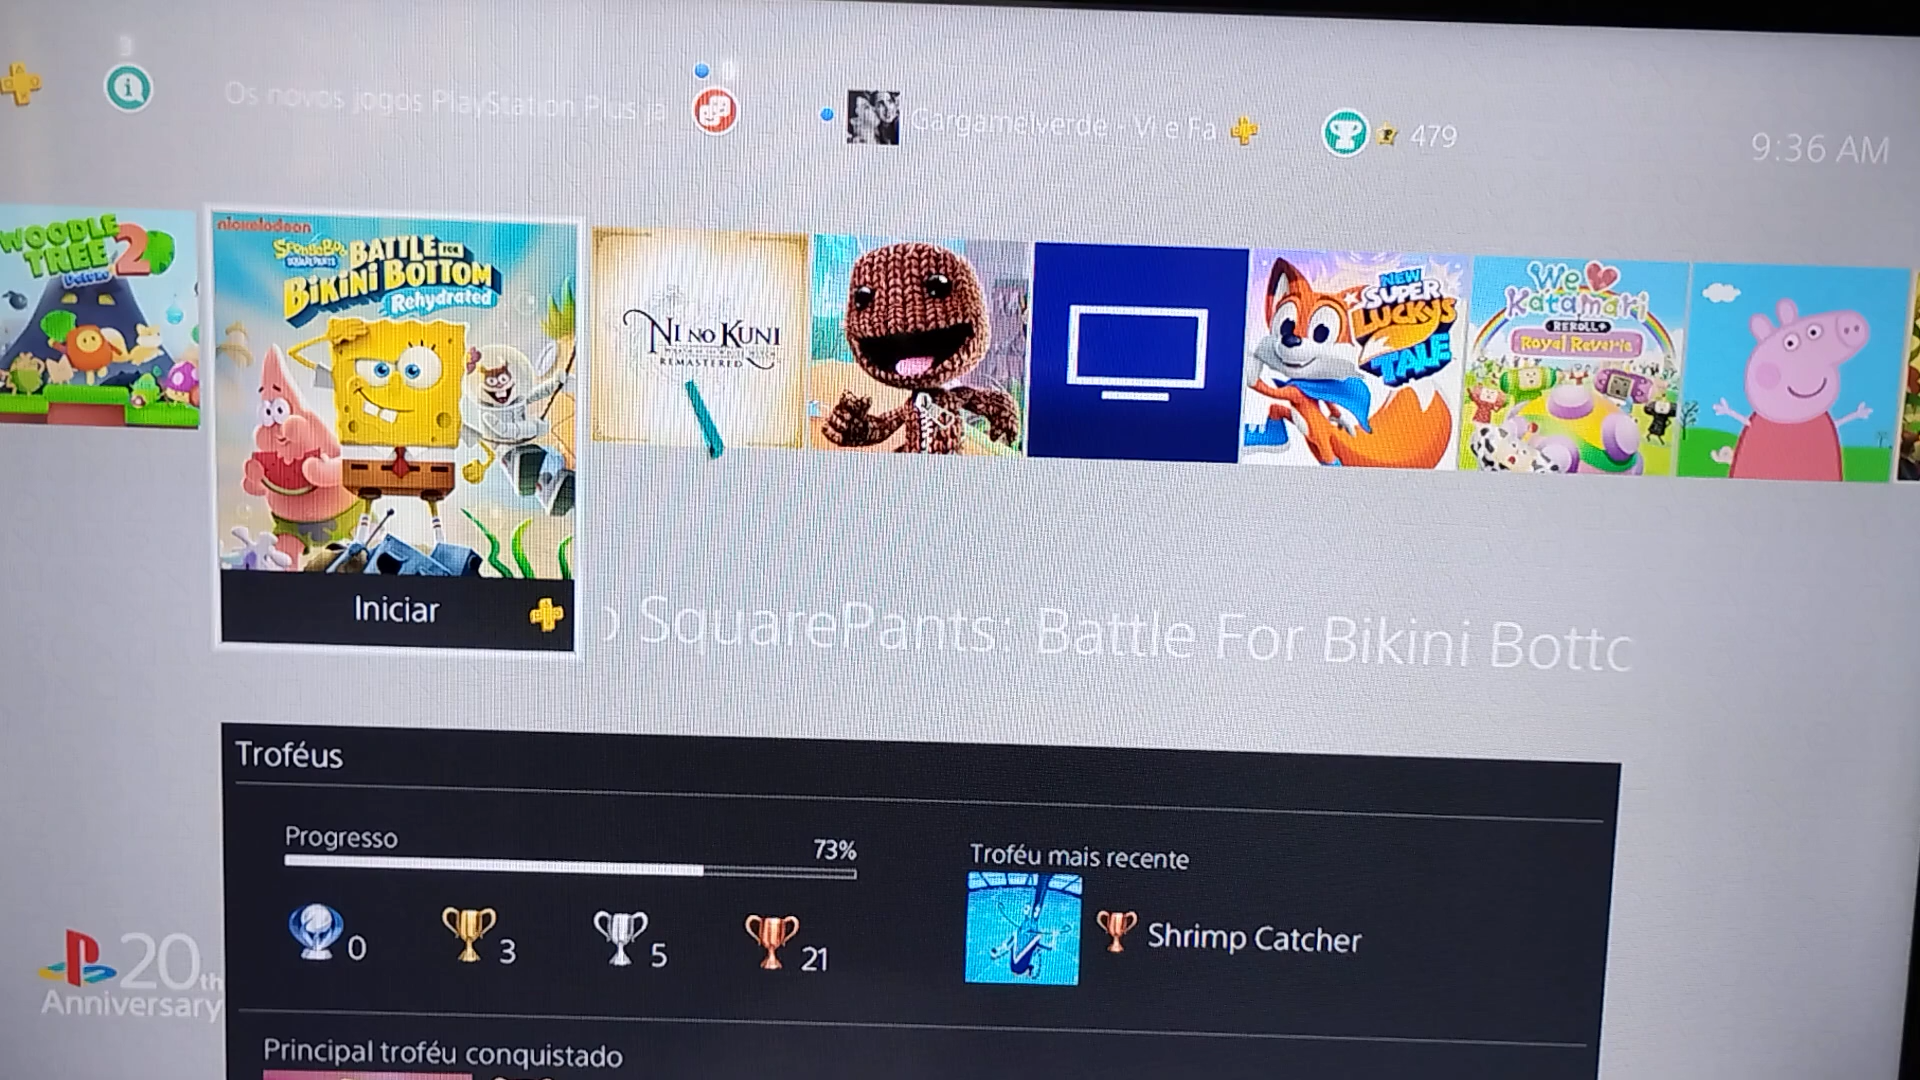 3
Os novos jogos PlayStation Plus já
Gargamelverde
V e Fa
479
9:36 AM
WOODLE
TREE 2
Deluxe
nickelodeon
SpongeBob
SQUAREPANTS
BATTLE FOR
BIKINI BOTTOM
Rehydrated
NI NO KUNI
REMASTERED
NEW
SUPER
LUCKY'S
TALE
We
Katamari
REROLL+
Royal Reverie
Iniciar
SquarePants: Battle For Bikini Botto
Troféus
Progresso
73%
Troféu mais recente
0
3
5
21
Shrimp Catcher
20th
Anniversary
Principal troféu conquistado